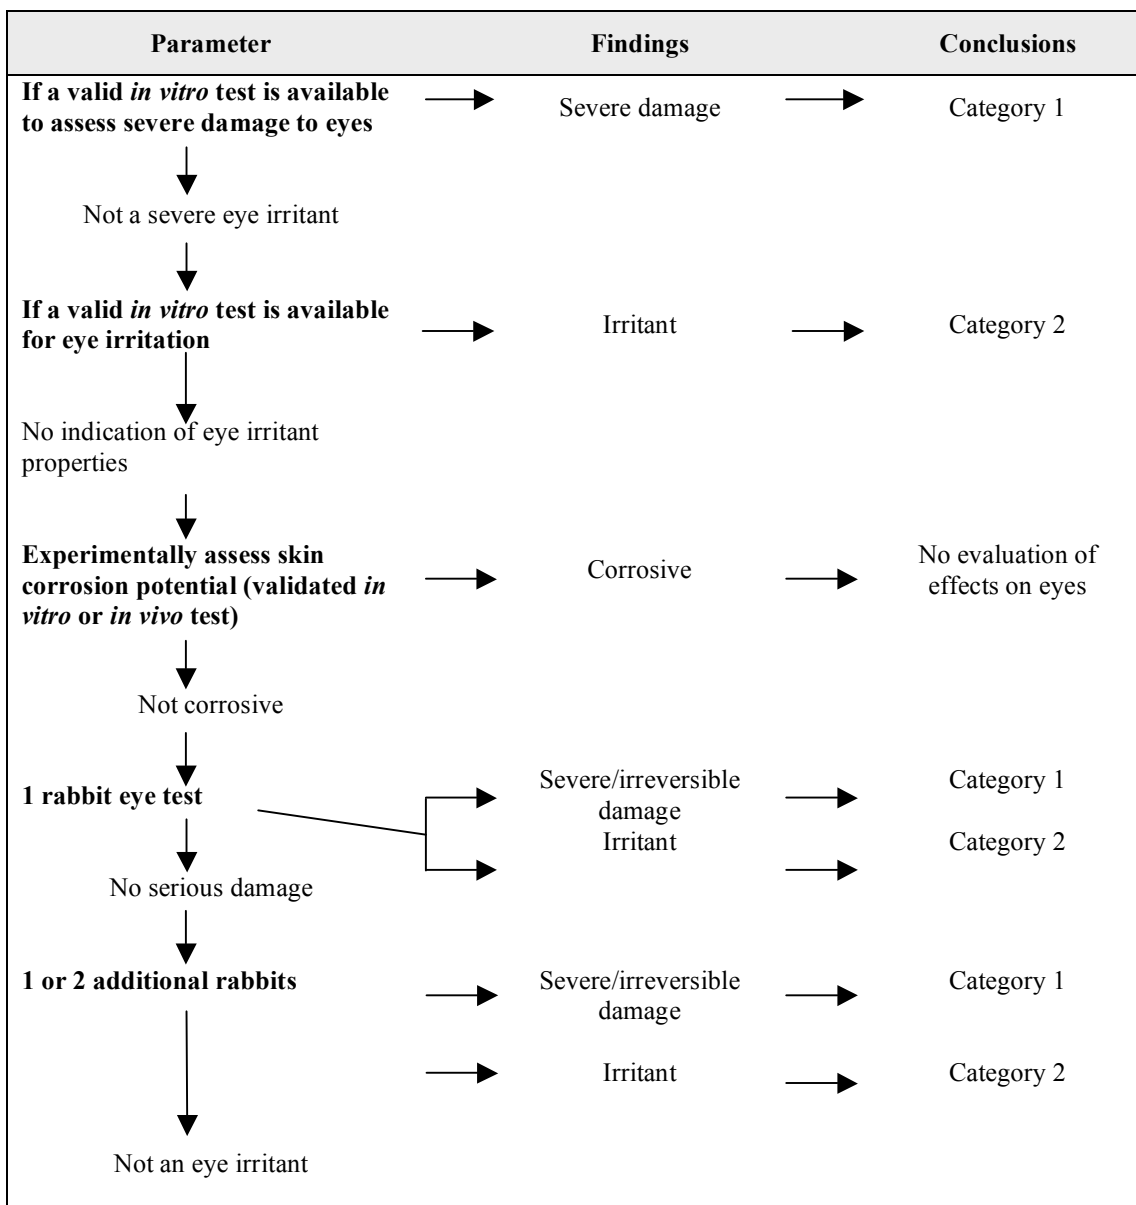 Parameter Findings Conclusions
If a valid in vitro test is available
to assess severe damage to eyes
Severe damage
Category 1
Not a severe eye irritant
If a valid in vitro test is available
for eye irritation
Irritant
Category 2
No indication of eye irritant
properties
Experimentally assess skin
corrosion potential (validated in
vitro or in vivo test)
Corrosive
No evaluation of
effects on eyes
Not corrosive
1 rabbit eye test
Severe/irreversible
damage
Category 1
Irritant
Category 2
No serious damage
1 or 2 additional rabbits
Severe/irreversible
damage
Category 1
Irritant
Category 2
Not an eye irritant